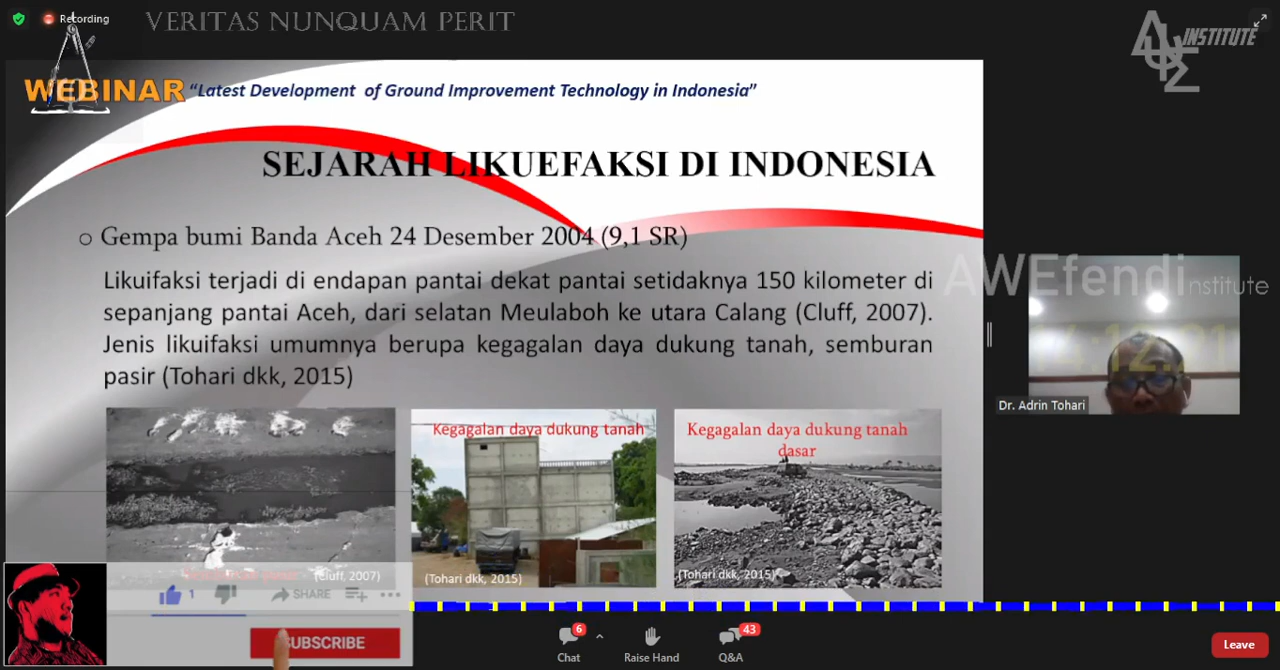 Recording
VERITAS NUNQUAM PERIT
AWE INSTITUTE
WEBINAR "Latest Development of Ground Improvement Technology in Indonesia"
SEJARAH LIKUEFAKSI DI INDONESIA
o Gempa bumi Banda Aceh 24 Desember 2004 (9,1 SR)
Likuifaksi terjadi di endapan pantai dekat pantai setidaknya 150 kilometer di
sepanjang pantai Aceh, dari selatan Meulaboh ke utara Calang (Cluff, 2007).
Jenis likuifaksi umumnya berupa kegagalan daya dukung tanah, semburan
pasir (Tohari dkk, 2015)
AWEfendi institute
14.12.21
Dr. Adrin Tohari
Kegagalan daya dukung tanah
Kegagalan daya dukung tanah
dasar
(Cluff, 2007)
(Tohari dkk, 2015)
(Tohari dkk, 2015)
1
SHARE
SUBSCRIBE
6
43
Chat
Raise Hand
Q&A
Leave